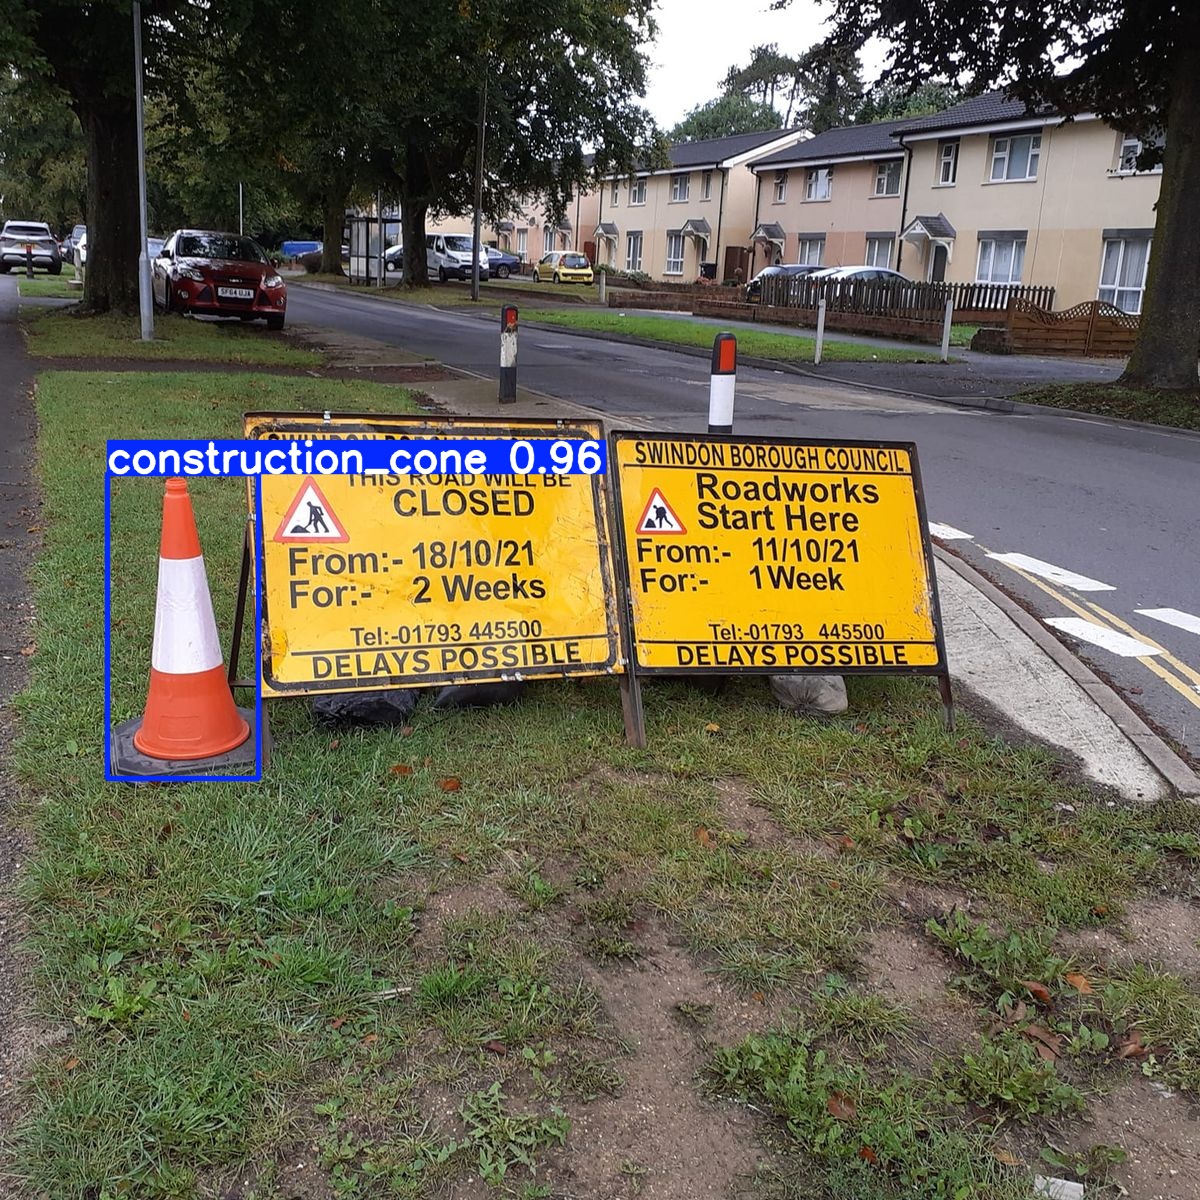 construction_cone 0.96
THIS ROAD WILL BE
CLOSED
From:- 18/10/21
For:- 2 Weeks
Tel:-01793 445500
DELAYS POSSIBLE
SWINDON BOROUGH COUNCIL
Roadworks
Start Here
From:- 11/10/21
For:- 1 Week
Tel:-01793 445500
DELAYS POSSIBLE
SF64 UJA